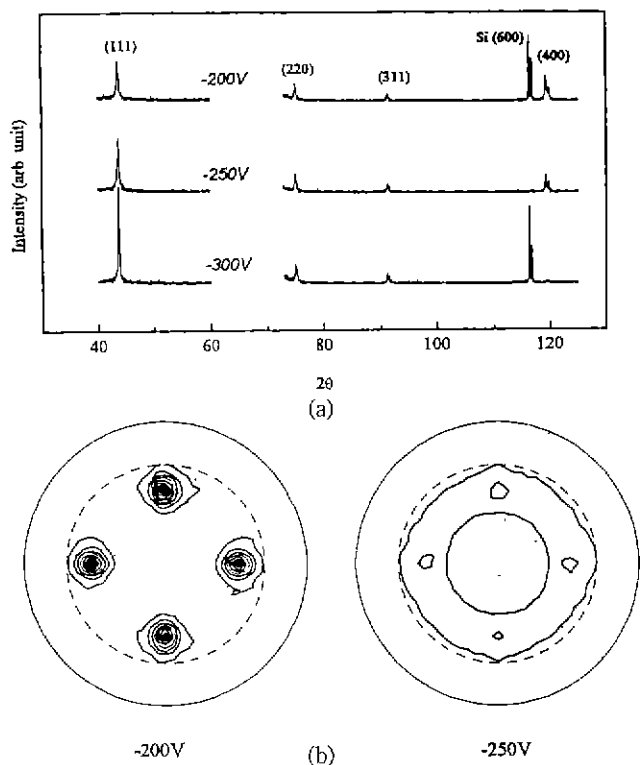 Si (600)
(111)
(400)
(220)
(311)
-200V
-250V
-300V
Intensity (arb unit)
40 60 80 100 120
2θ
(a)
-200V (b) -250V